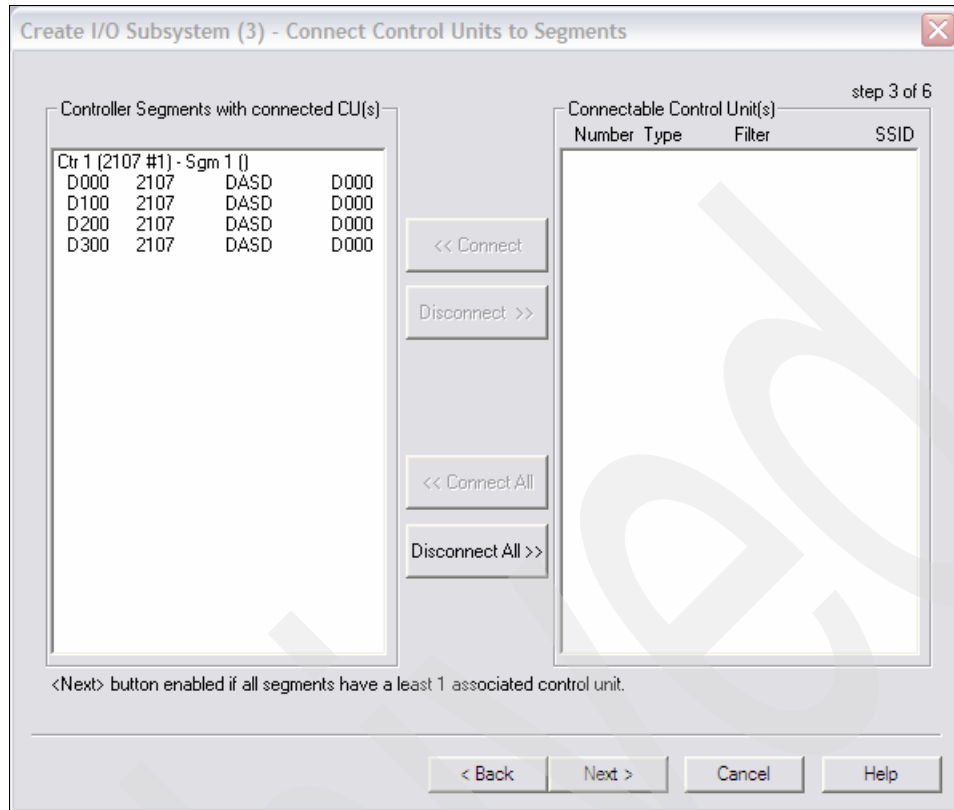 Create I/O Subsystem (3) - Connect Control Units to Segments
step 3 of 6
Controller Segments with connected CU(s)
Ctr 1 (2107 #1) - Sgm 1 ()
D000 2107 DASD D000
D100 2107 DASD D000
D200 2107 DASD D000
D300 2107 DASD D000
<< Connect
Disconnect >>
<< Connect All
Disconnect All >>
Connectable Control Unit(s)
Number Type Filter SSID
<Next> button enabled if all segments have a least 1 associated control unit.
< Back Next > Cancel Help